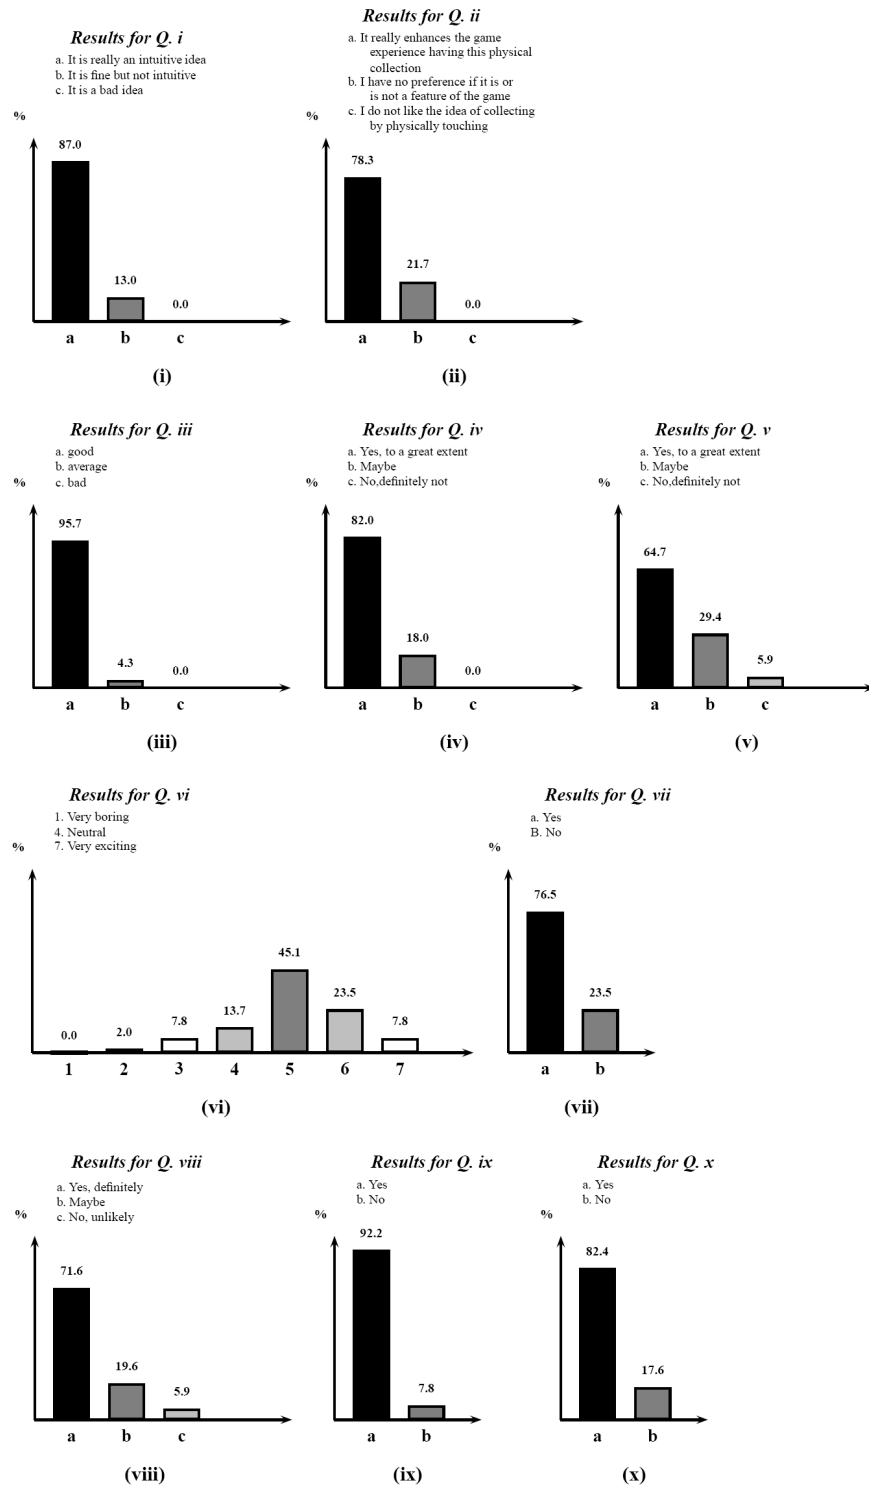 Results for Q. i
a. It is really an intuitive idea
b. It is fine but not intuitive
c. It is a bad idea
%
87.0
13.0
0.0
a b c
(i)
Results for Q. ii
a. It really enhances the game
experience having this physical
collection
b. I have no preference if it is or
is not a feature of the game
c. I do not like the idea of collecting
by physically touching
%
78.3
21.7
0.0
a b c
(ii)
Results for Q. iii
a. good
b. average
c. bad
%
95.7
4.3
0.0
a b c
(iii)
Results for Q. iv
a. Yes, to a great extent
b. Maybe
c. No,definitely not
%
82.0
18.0
0.0
a b c
(iv)
Results for Q. v
a. Yes, to a great extent
b. Maybe
c. No,definitely not
%
64.7
29.4
5.9
a b c
(v)
Results for Q. vi
1. Very boring
4. Neutral
7. Very exciting
%
0.0 2.0 7.8 13.7 45.1 23.5 7.8
1 2 3 4 5 6 7
(vi)
Results for Q. vii
a. Yes
B. No
%
76.5
23.5
a b
(vii)
Results for Q. viii
a. Yes, definitely
b. Maybe
c. No, unlikely
%
71.6
19.6
5.9
a b c
(viii)
Results for Q. ix
a. Yes
b. No
%
92.2
7.8
a b
(ix)
Results for Q. x
a. Yes
b. No
%
82.4
17.6
a b
(x)